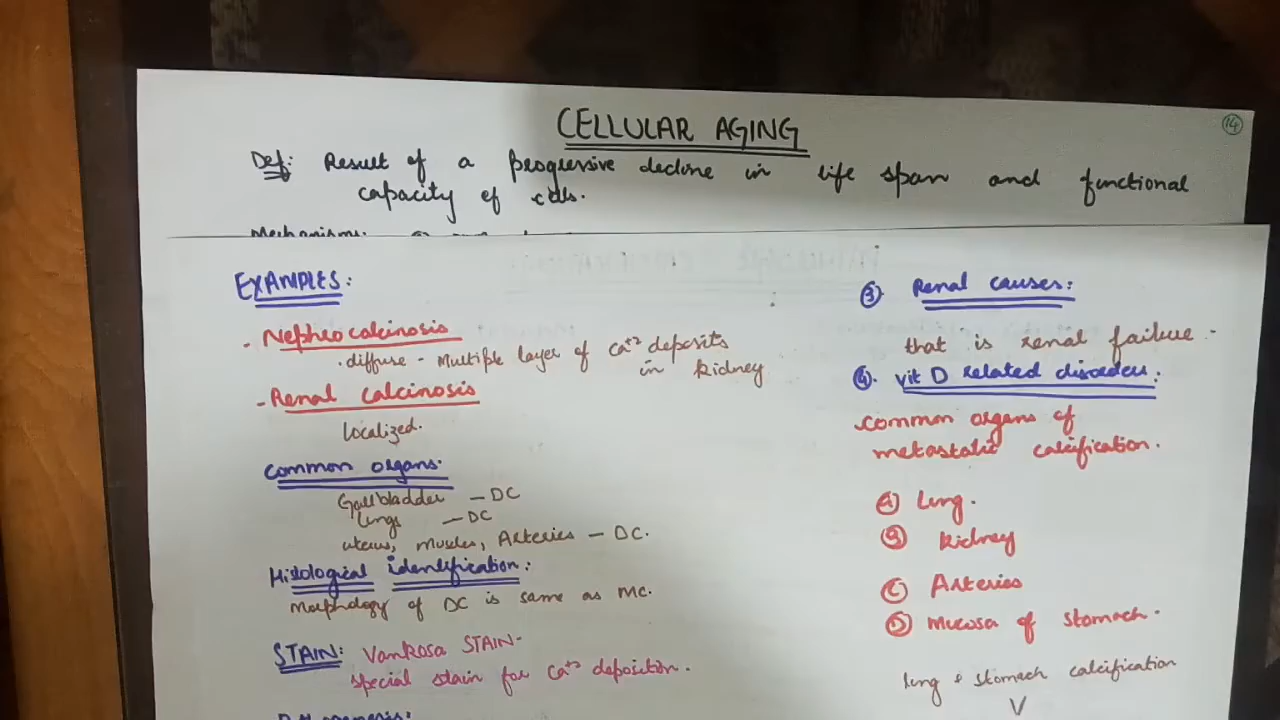 CELLULAR AGING
14
Def: Result of a progressive decline in life span and functional
capacity of cells.
Mechanisms:
EXAMPLES:
- Nephrocalcinosis
. diffuse - Multiple layer of Ca+2 deposits
in kidney
- Renal calcinosis
localized.
Common organs.
Gallbladder - DC
lungs - DC
uterus, muscles, Arteries - DC.
Histological identification:
Morphology of DC is same as MC.
STAIN: Vonkosa STAIN-
special stain for Ca+2 deposition.
③ Renal causes:
that is renal failure.
④. vit D related disorders:
common organs of
metastatic calcification.
Ⓐ Lung.
Ⓑ kidney
Ⓒ Arteries
Ⓓ Mucosa of stomach.
lung & stomach calcification